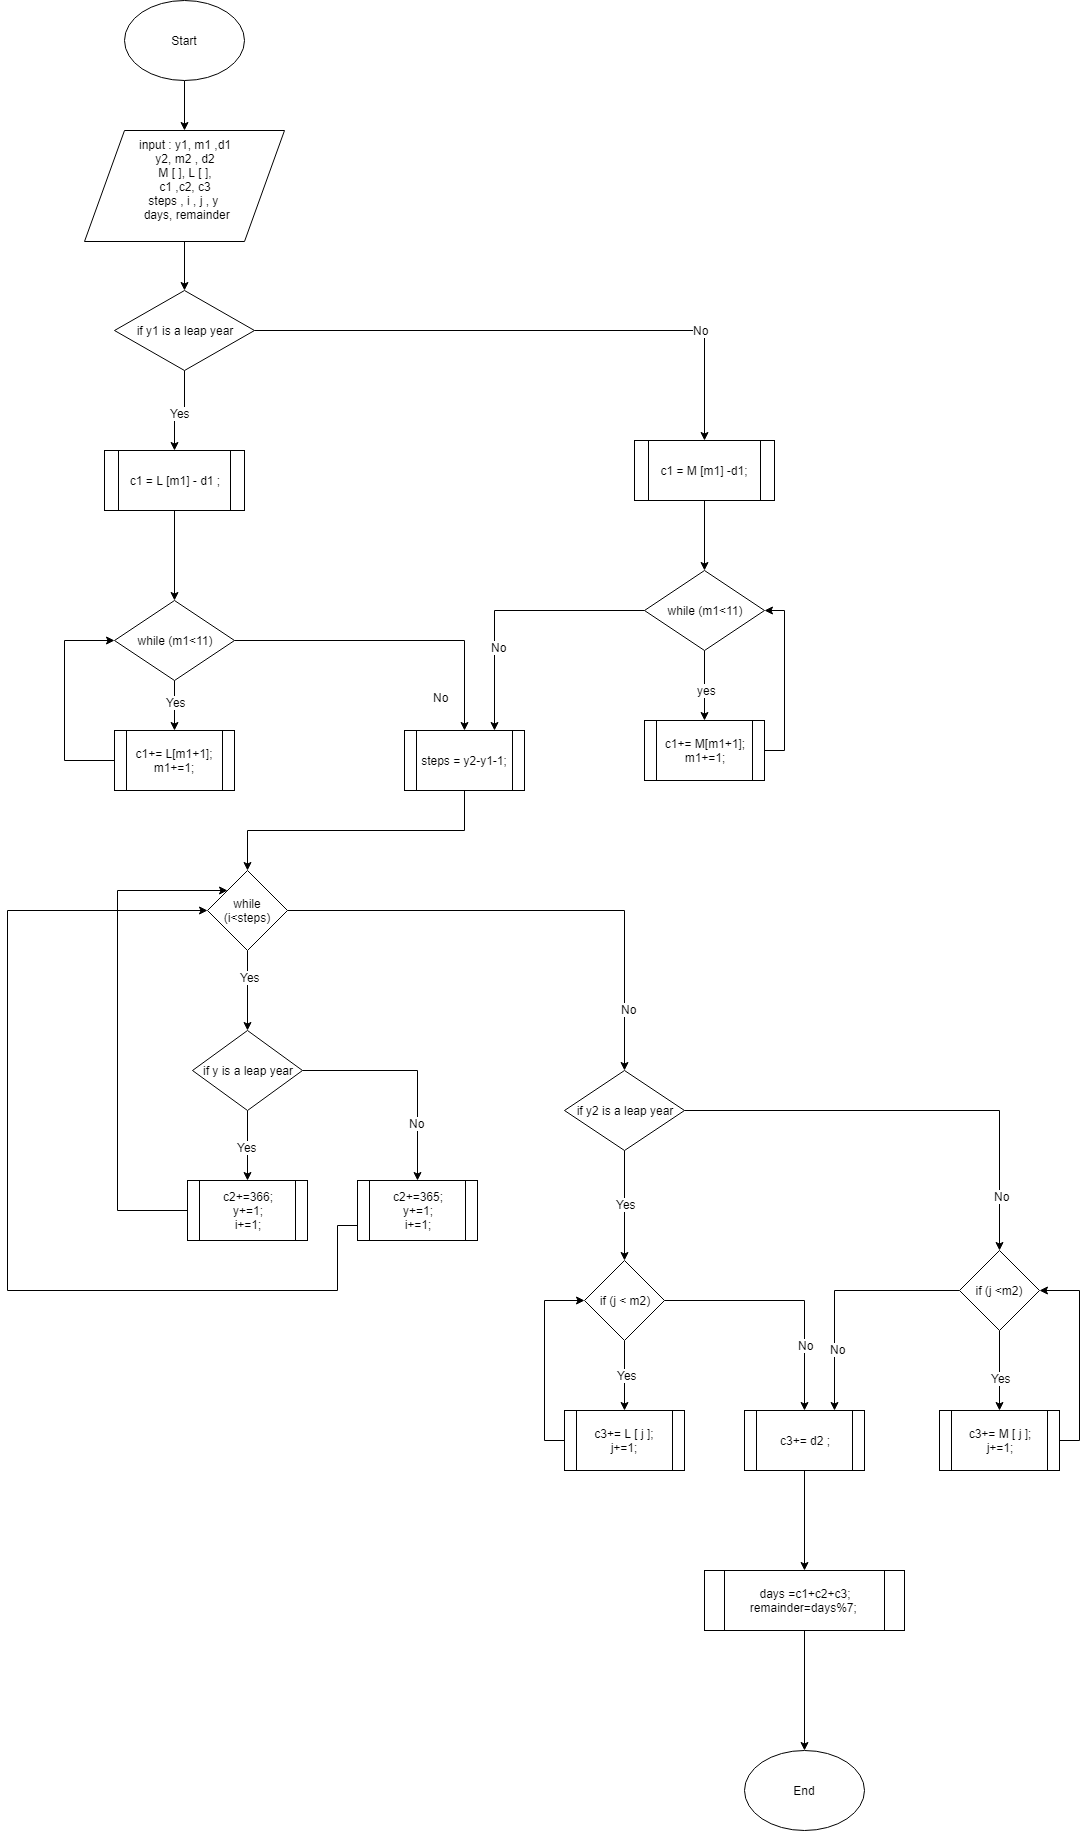 Start
input : y1, m1 ,d1
y2, m2 , d2
M [ ], L [ ],
c1 ,c2, c3
steps , i , j , y
days, remainder
if y1 is a leap year
No
Yes
c1 = L [m1] - d1 ;
c1 = M [m1] -d1;
while (m1<11)
while (m1<11)
No
Yes
No
yes
c1+= L[m1+1];
m1+=1;
steps = y2-y1-1;
c1+= M[m1+1];
m1+=1;
while
(i<steps)
Yes
No
if y is a leap year
if y2 is a leap year
No
Yes
No
Yes
c2+=366;
y+=1;
i+=1;
c2+=365;
y+=1;
i+=1;
if (j < m2)
if (j <m2)
No
No
Yes
Yes
c3+= L [ j ];
j+=1;
c3+= d2 ;
c3+= M [ j ];
j+=1;
days =c1+c2+c3;
remainder=days%7;
End